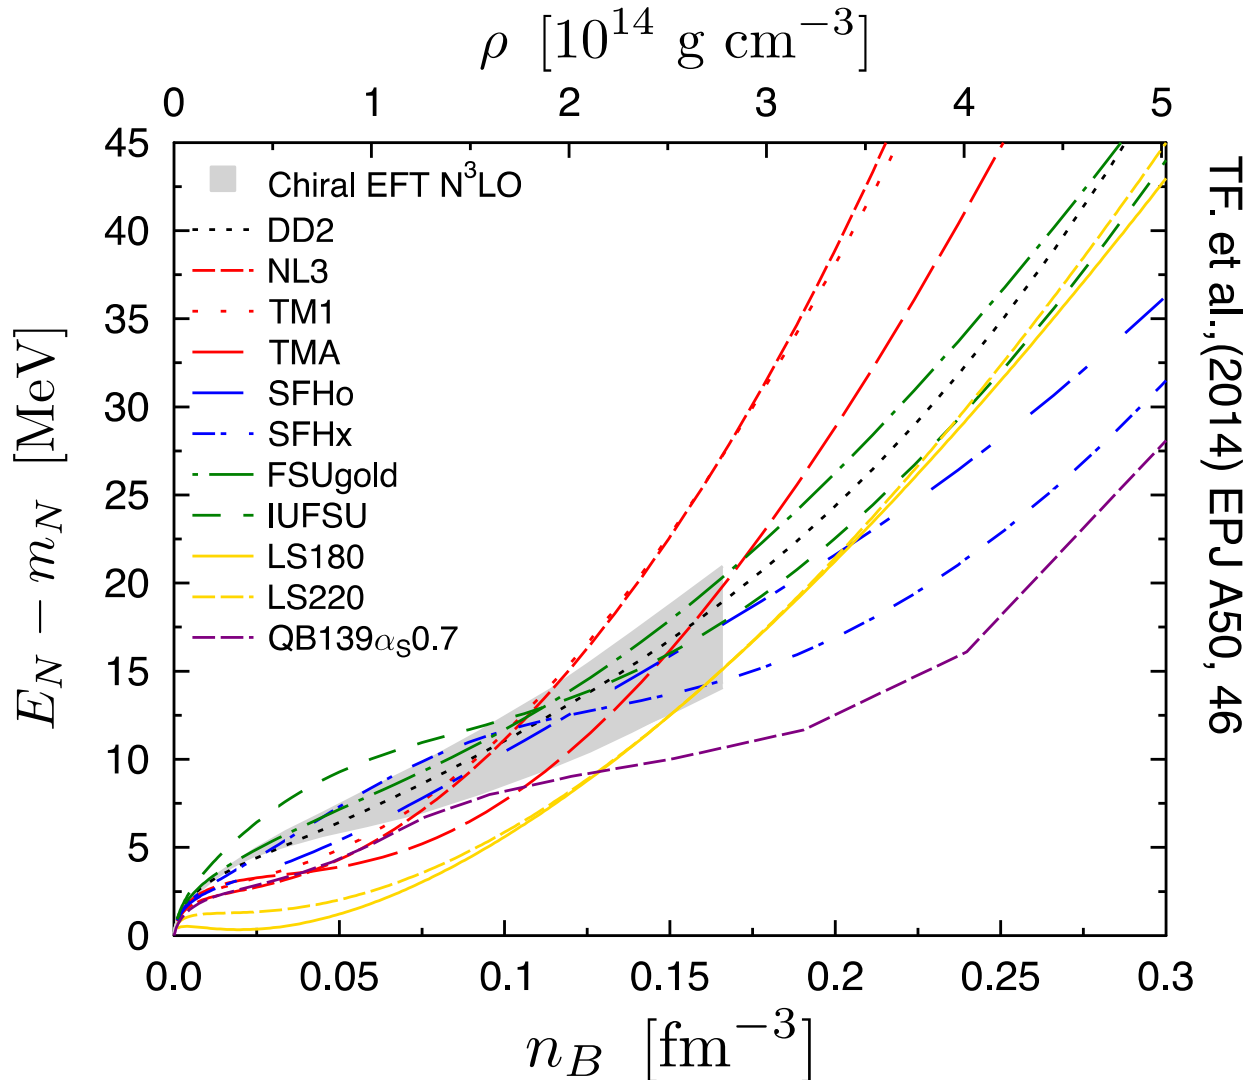 ρ [10¹⁴ g cm⁻³]
0 1 2 3 4 5
45
40
35
30
25
20
15
10
5
0
E_N − m_N [MeV]
Chiral EFT N³LO
DD2
NL3
TM1
TMA
SFHo
SFHx
FSUgold
IUFSU
LS180
LS220
QB139α_S0.7
0.0 0.05 0.1 0.15 0.2 0.25 0.3
n_B [fm⁻³]
TF. et al.,(2014) EPJ A50, 46